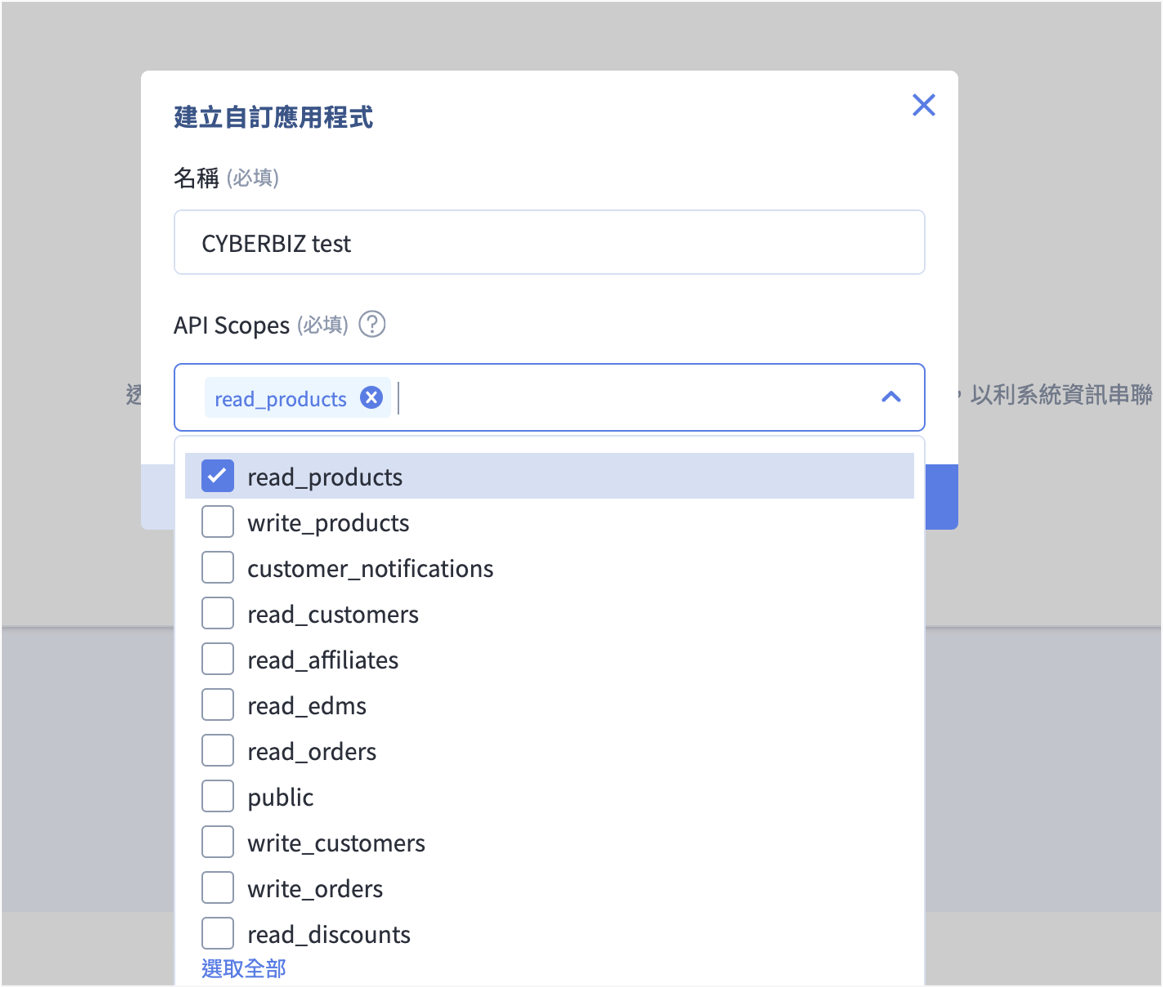 建立自訂應用程式
名稱 (必填)
CYBERBIZ test
API Scopes (必填) ?
透
，以利系統資訊串聯
read_products
read_products
write_products
customer_notifications
read_customers
read_affiliates
read_edms
read_orders
public
write_customers
write_orders
read_discounts
選取全部